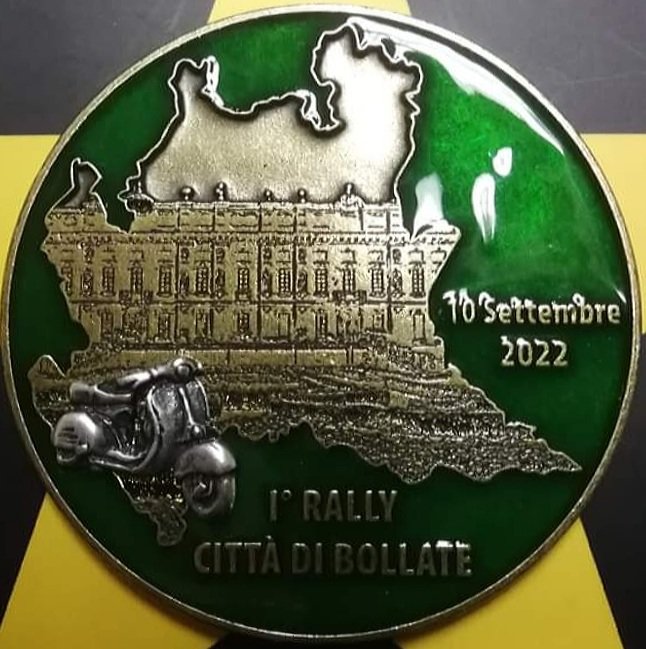 10 Settembre
2022
I° RALLY
CITTÀ DI BOLLATE